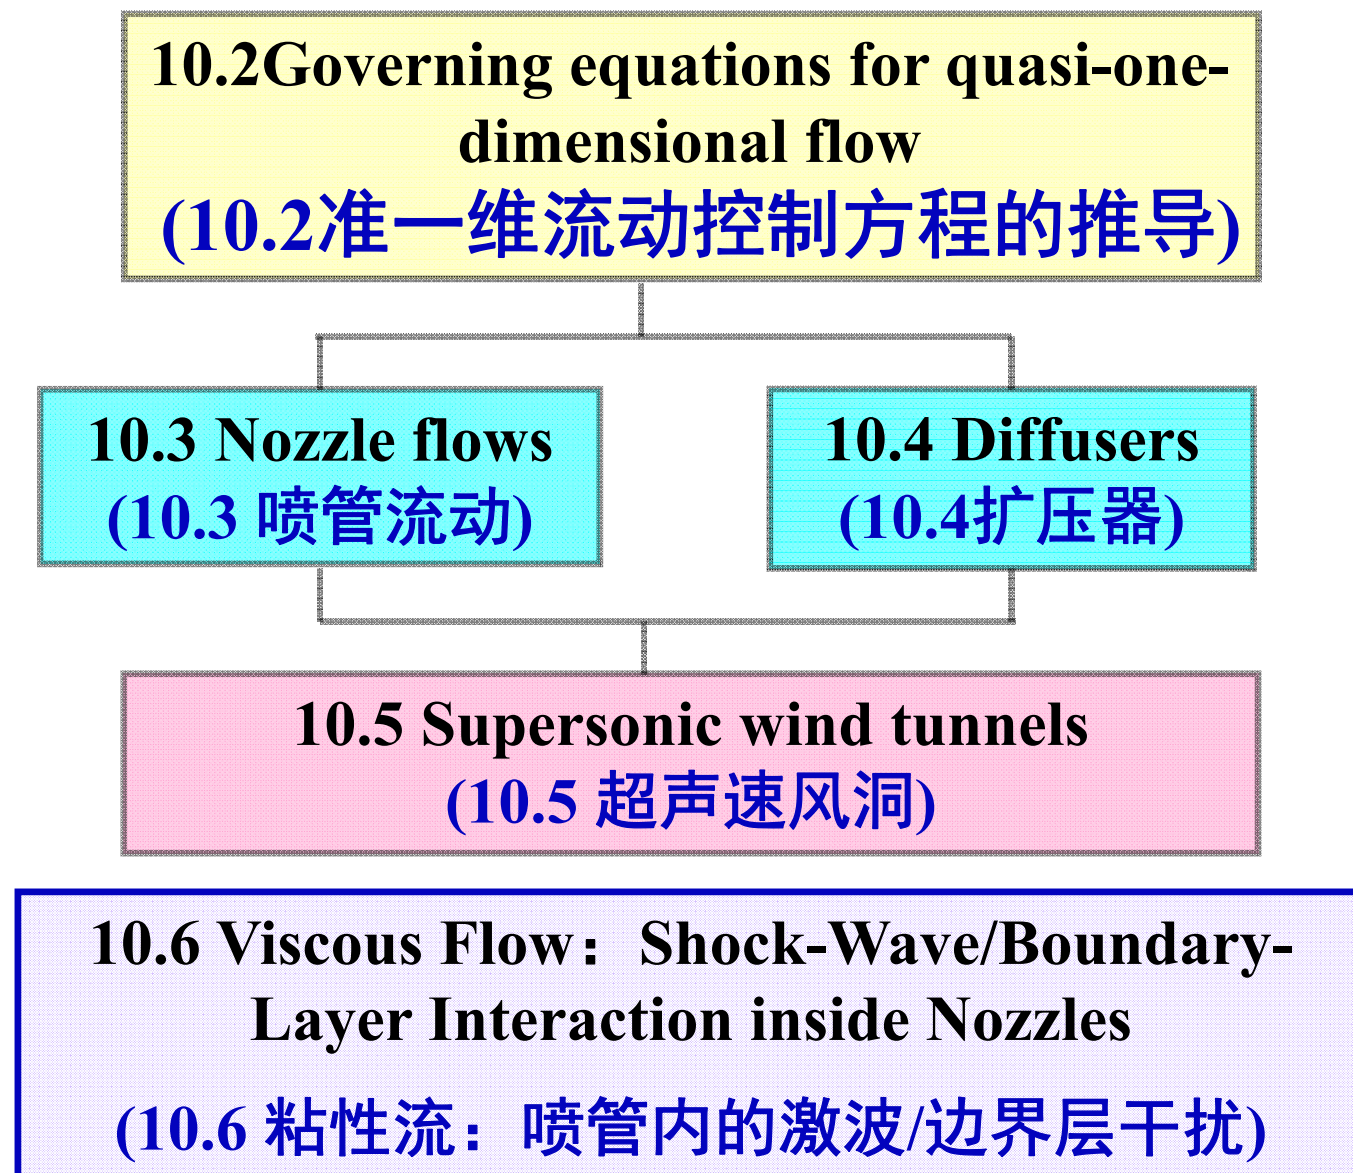 10.2Governing equations for quasi-one-
dimensional flow
(10.2准一维流动控制方程的推导)
10.3 Nozzle flows
(10.3 喷管流动)
10.4 Diffusers
(10.4扩压器)
10.5 Supersonic wind tunnels
(10.5 超声速风洞)
10.6 Viscous Flow：Shock-Wave/Boundary-
Layer Interaction inside Nozzles
(10.6 粘性流：喷管内的激波/边界层干扰)